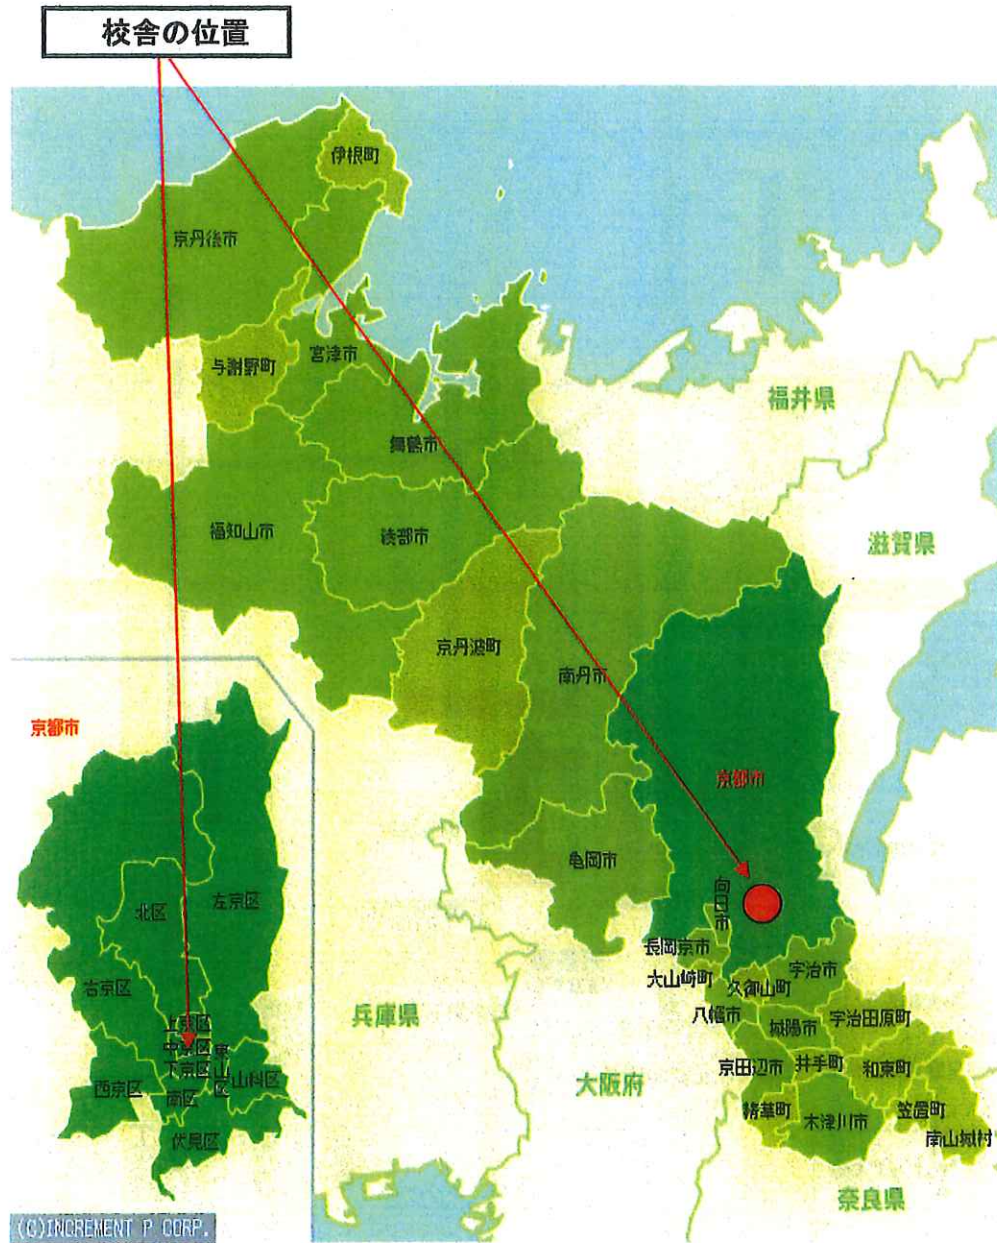 校舎の位置
伊根町
京丹後市
与謝野町
宮津市
舞鶴市
福井県
福知山市
綾部市
滋賀県
京丹波町
南丹市
京都市
京都市
亀岡市
向日市
長岡京市
大山崎町
久御山町
宇治市
八幡市
城陽市
宇治田原町
京田辺市
井手町
和束町
精華町
木津川市
笠置町
南山城村
兵庫県
大阪府
奈良県
北区
左京区
右京区
上京区
中京区
下京区
東山区
山科区
西京区
南区
伏見区
(C)INCREMENT P CORP.